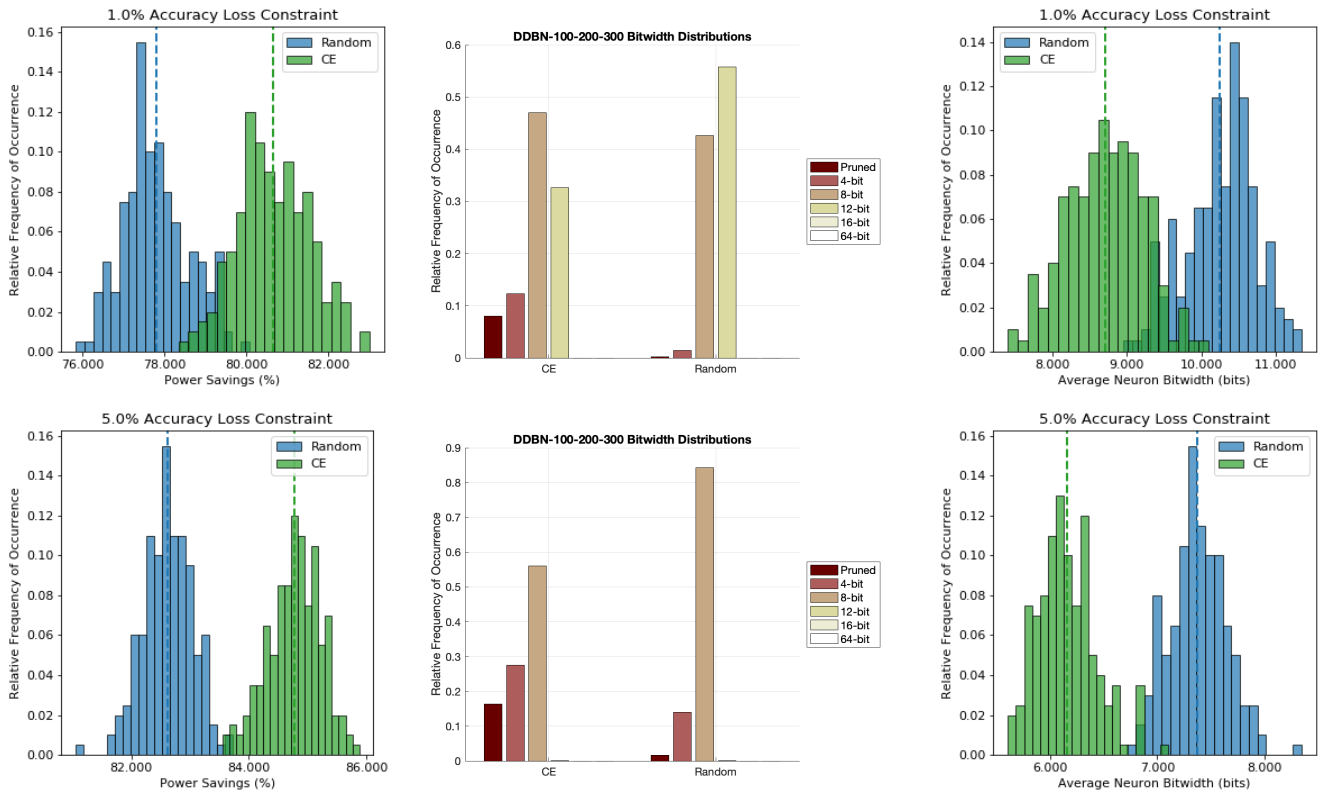 1.0% Accuracy Loss Constraint
Relative Frequency of Occurrence
0.16
0.14
0.12
0.10
0.08
0.06
0.04
0.02
0.00
76.000 78.000 80.000 82.000
Power Savings (%)
Random
CE
DDBN-100-200-300 Bitwidth Distributions
Relative Frequency of Occurrence
0.6
0.5
0.4
0.3
0.2
0.1
0
CE Random
Pruned
4-bit
8-bit
12-bit
16-bit
64-bit
1.0% Accuracy Loss Constraint
Relative Frequency of Occurrence
0.14
0.12
0.10
0.08
0.06
0.04
0.02
0.00
8.000 9.000 10.000 11.000
Average Neuron Bitwidth (bits)
Random
CE
5.0% Accuracy Loss Constraint
Relative Frequency of Occurrence
0.16
0.14
0.12
0.10
0.08
0.06
0.04
0.02
0.00
82.000 84.000 86.000
Power Savings (%)
Random
CE
DDBN-100-200-300 Bitwidth Distributions
Relative Frequency of Occurrence
0.9
0.8
0.7
0.6
0.5
0.4
0.3
0.2
0.1
0
CE Random
Pruned
4-bit
8-bit
12-bit
16-bit
64-bit
5.0% Accuracy Loss Constraint
Relative Frequency of Occurrence
0.16
0.14
0.12
0.10
0.08
0.06
0.04
0.02
0.00
6.000 7.000 8.000
Average Neuron Bitwidth (bits)
Random
CE